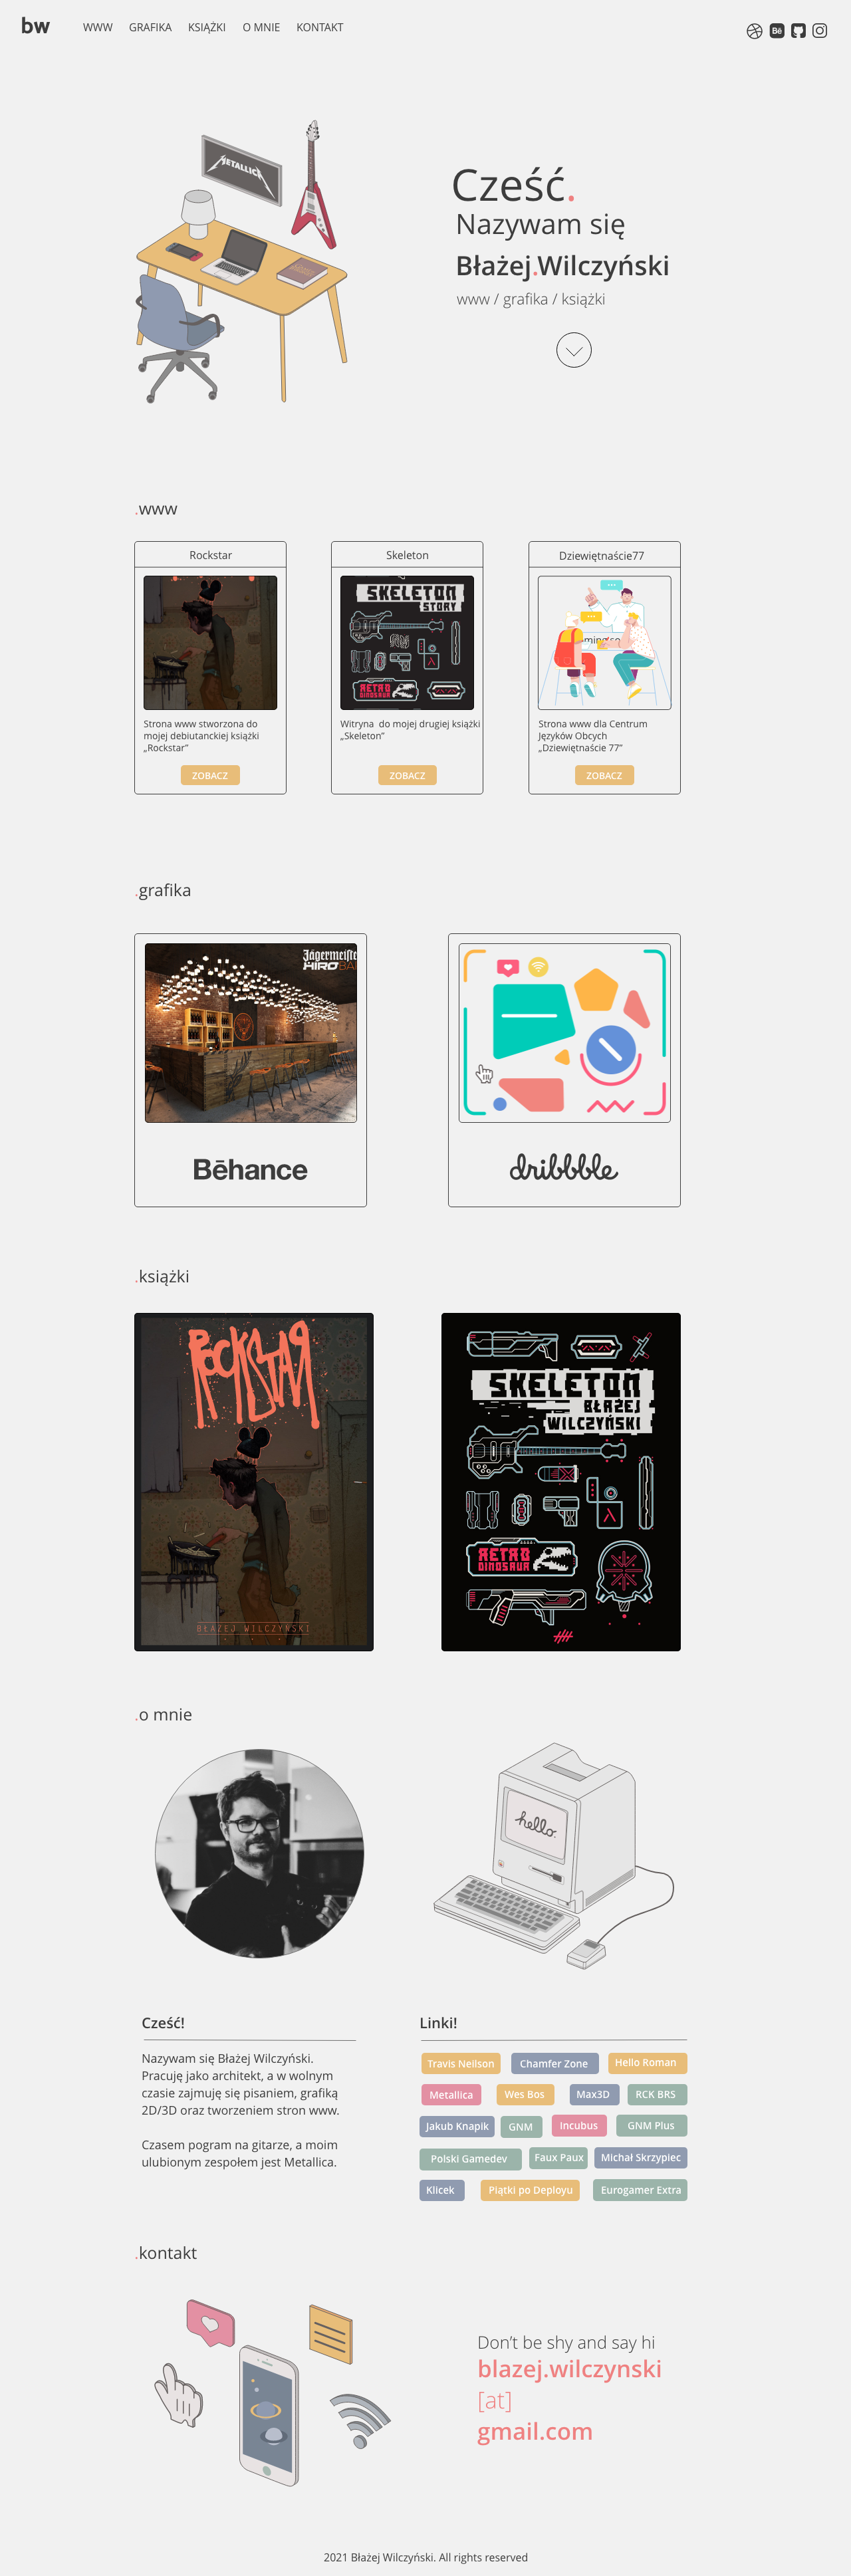 bw
WWW GRAFIKA KSIĄŻKI O MNIE KONTAKT
Bē
METALLICA
Cześć.
Nazywam się
Błażej.Wilczyński
www / grafika / książki
.www
Rockstar
Strona www stworzona do
mojej debiutanckiej książki
„Rockstar”
ZOBACZ
Skeleton
SKELETON
STORY
RETRO
DINOSAUR
Witryna  do mojej drugiej książki
„Skeleton”
ZOBACZ
Dziewiętnaście77
Strona www dla Centrum
Języków Obcych
„Dziewiętnaście 77”
ZOBACZ
.grafika
Jägermeiste
HIRO BA
Bēhance
dribbble
.książki
ROCKSTAR
BŁAŻEJ WILCZYŃSKI
SKELETON
BŁAŻEJ
WILCZYŃSKI
RETRO
DINOSAUR
.o mnie
hello.
Cześć!
Nazywam się Błażej Wilczyński.
Pracuję jako architekt, a w wolnym
czasie zajmuję się pisaniem, grafiką
2D/3D oraz tworzeniem stron www.
Czasem pogram na gitarze, a moim
ulubionym zespołem jest Metallica.
Linki!
Travis Neilson Chamfer Zone Hello Roman
Metallica Wes Bos Max3D RCK BRS
Jakub Knapik GNM Incubus GNM Plus
Polski Gamedev Faux Paux Michał Skrzypiec
Klicek Piątki po Deployu Eurogamer Extra
.kontakt
Don’t be shy and say hi
blazej.wilczynski
[at]
gmail.com
2021 Błażej Wilczyński. All rights reserved